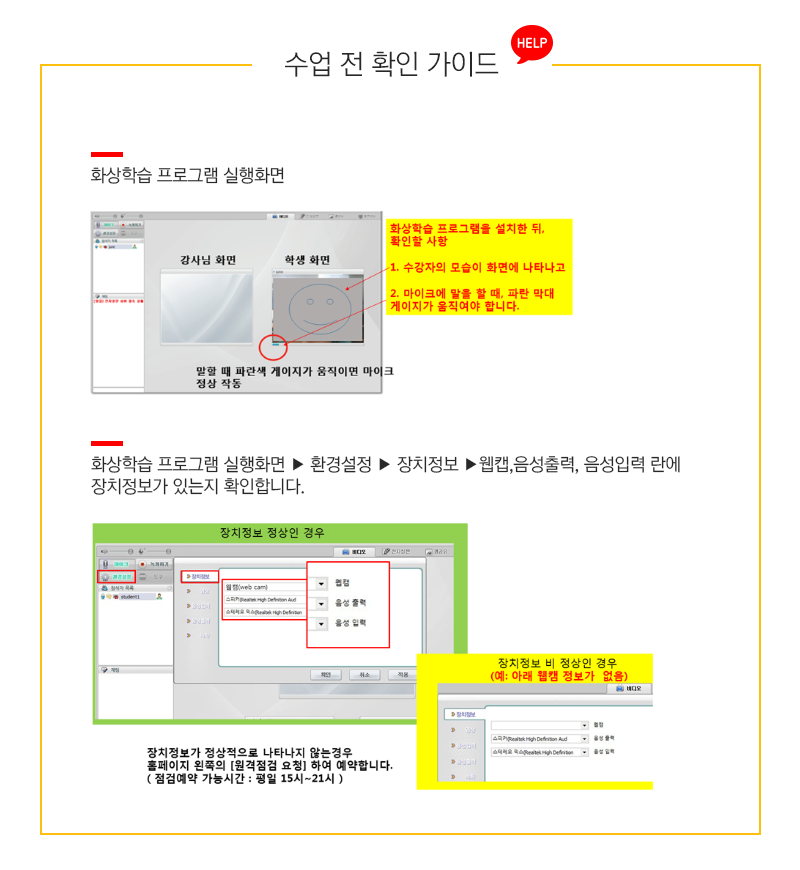 수업 전 확인 가이드
HELP
화상학습 프로그램 실행화면
비디오
강사님 화면
학생 화면
말할 때 파란색 게이지가 움직이면 마이크
정상 작동
화상학습 프로그램을 설치한 뒤,
확인할 사항
1. 수강자의 모습이 화면에 나타나고
2. 마이크에 말을 할 때, 파란 막대
게이지가 움직여야 합니다.
화상학습 프로그램 실행화면 ▶ 환경설정 ▶ 장치정보 ▶웹캡,음성출력, 음성입력 란에
장치정보가 있는지 확인합니다.
장치정보 정상인 경우
비디오
환경설정
참석자 목록
student1
채팅
장치정보
웹캠(web cam)
웹캠
스피커(Realtek High Definition Aud
음성 출력
스테레오 믹스(Realtek High Definition
음성 입력
확인
취소
적용
장치정보 비 정상인 경우
(예: 아래 웹캠 정보가 없음)
비디오
장치정보
웹캠
스피커(Realtek High Definition Aud
음성 출력
스테레오 믹스(Realtek High Definition
음성 입력
장치정보가 정상적으로 나타나지 않는경우
홈페이지 왼쪽의 [원격점검 요청] 하여 예약합니다.
( 점검예약 가능시간 : 평일 15시~21시 )